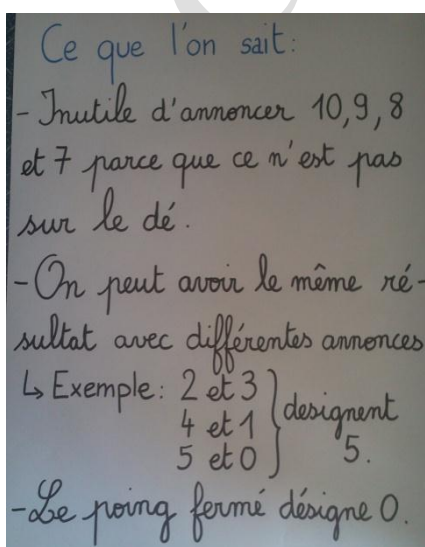 Ce que l'on sait:
- Inutile d'annoncer 10, 9, 8
et 7 parce que ce n'est pas
sur le dé.
- On peut avoir le même ré-
sultat avec différentes annonces
↳ Exemple: 2 et 3
4 et 1 } designent
5 et 0 5.
- Le poing fermé désigne 0.